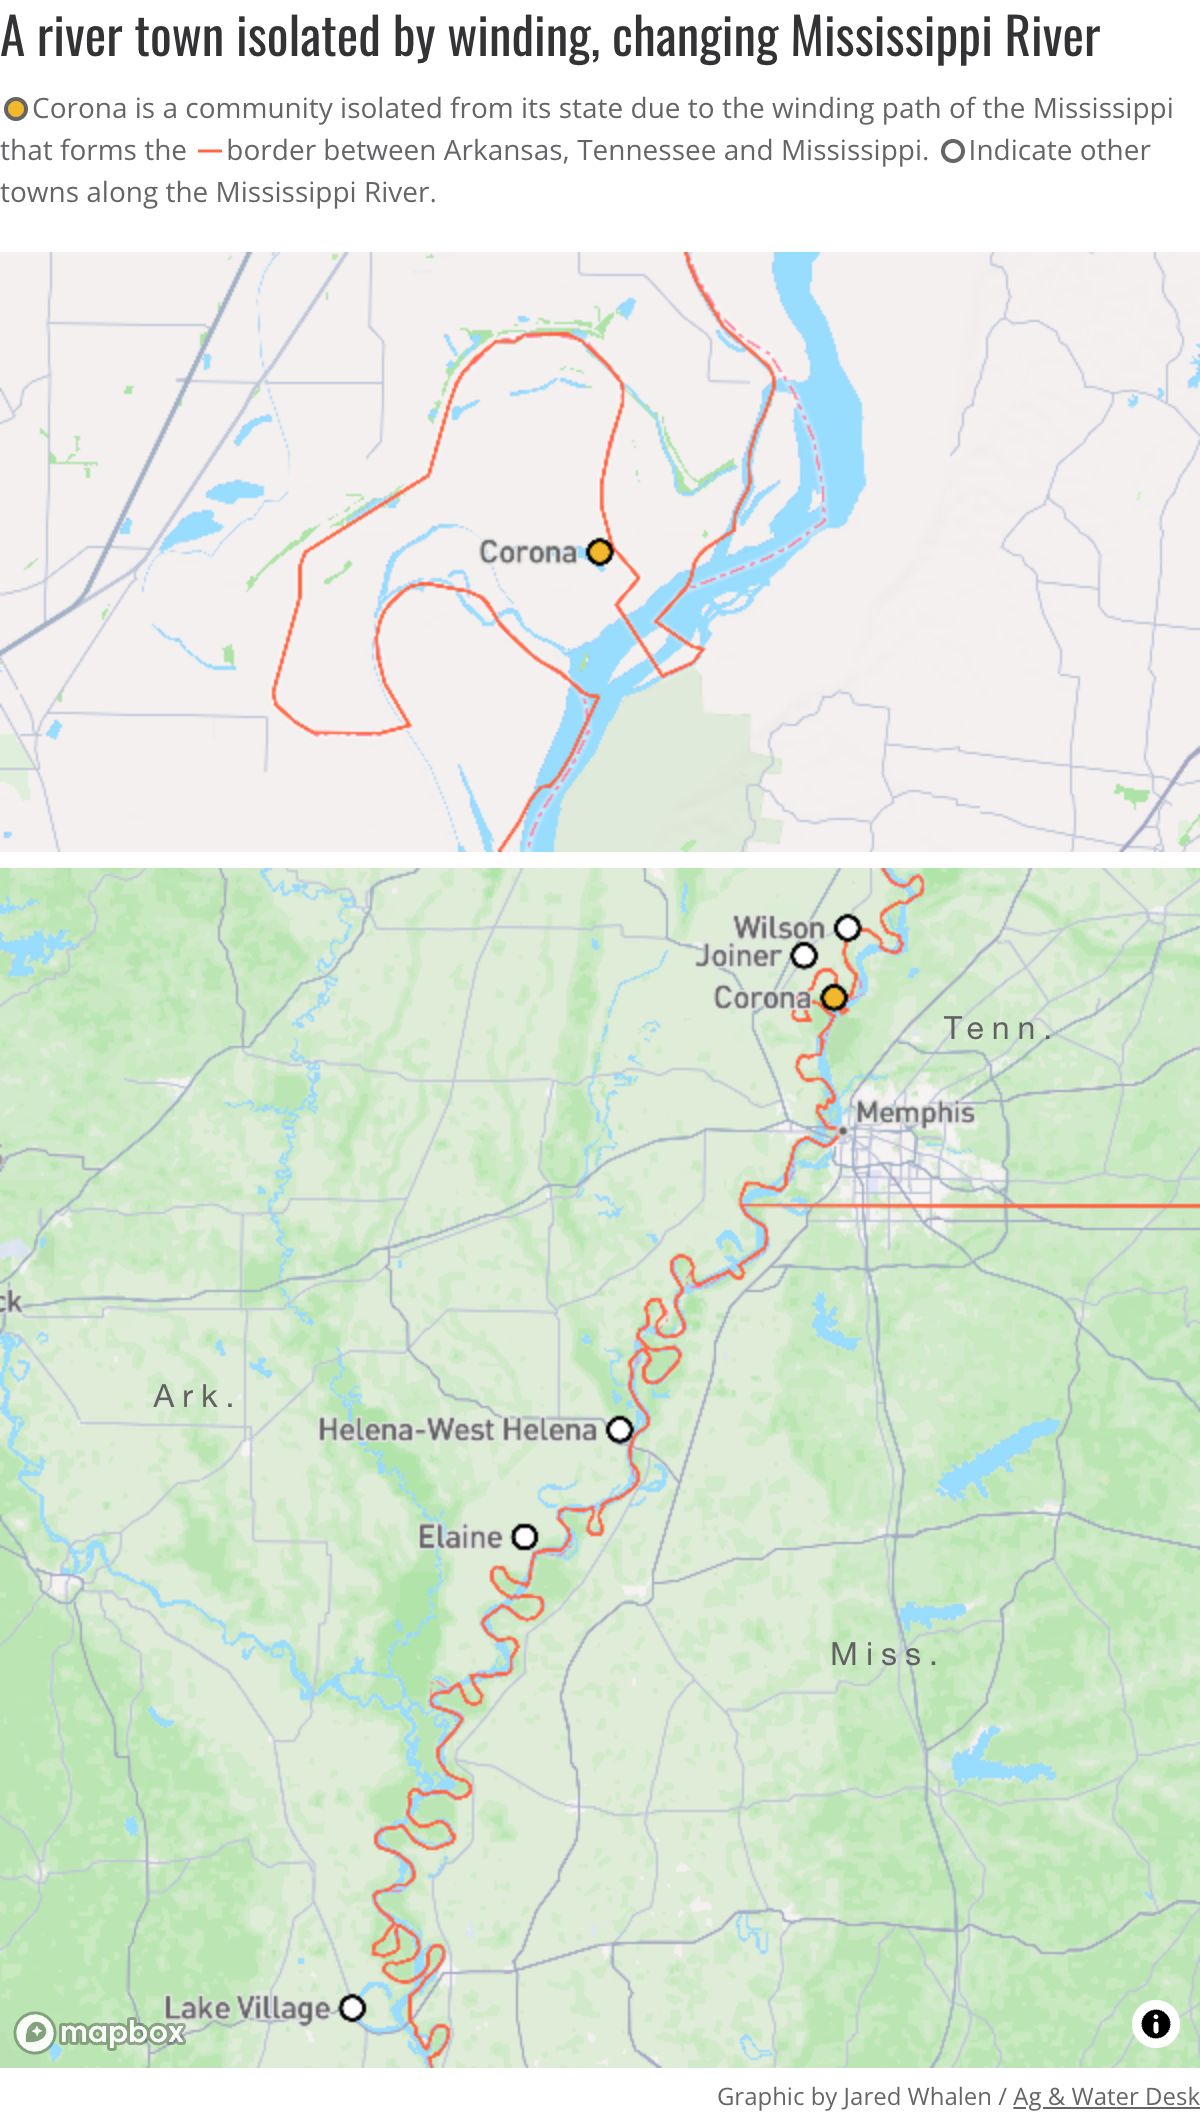 A river town isolated by winding, changing Mississippi River
Corona is a community isolated from its state due to the winding path of the Mississippi
that forms the border between Arkansas, Tennessee and Mississippi. Indicate other
towns along the Mississippi River.
Corona
Wilson
Joiner
Corona
Tenn.
Memphis
ck
Ark.
Helena-West Helena
Elaine
Miss.
Lake Village
mapbox
Graphic by Jared Whalen / Ag & Water Desk